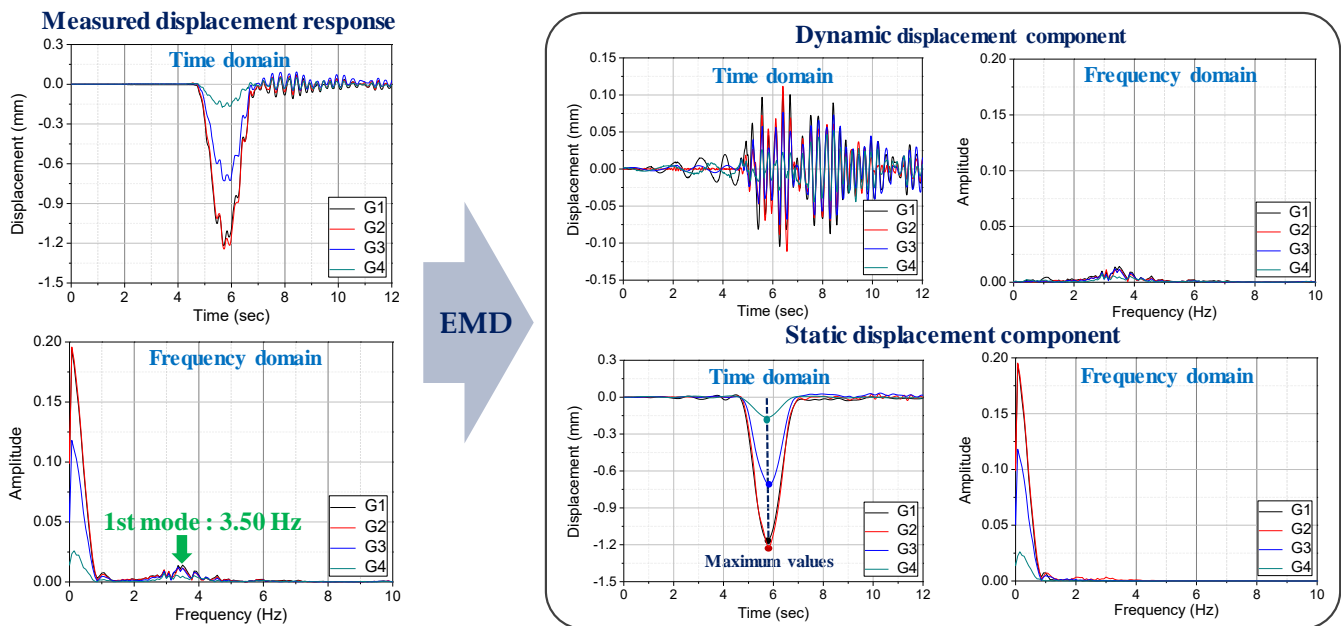 Measured displacement response
Time domain
0.3
0.0
-0.3
-0.6
-0.9
-1.2
-1.5
Displacement (mm)
G1
G2
G3
G4
0 2 4 6 8 10 12
Time (sec)
Frequency domain
0.20
0.15
0.10
0.05
0.00
Amplitude
1st mode : 3.50 Hz
G1
G2
G3
G4
0 2 4 6 8 10
Frequency (Hz)
EMD
Dynamic displacement component
Time domain
0.15
0.10
0.05
0.00
-0.05
-0.10
-0.15
Displacement (mm)
G1
G2
G3
G4
0 2 4 6 8 10 12
Time (sec)
Frequency domain
0.20
0.15
0.10
0.05
0.00
Amplitude
G1
G2
G3
G4
0 2 4 6 8 10
Frequency (Hz)
Static displacement component
Time domain
0.3
0.0
-0.3
-0.6
-0.9
-1.2
-1.5
Displacement (mm)
Maximum values
G1
G2
G3
G4
0 2 4 6 8 10 12
Time (sec)
Frequency domain
0.20
0.15
0.10
0.05
0.00
Amplitude
G1
G2
G3
G4
0 2 4 6 8 10
Frequency (Hz)